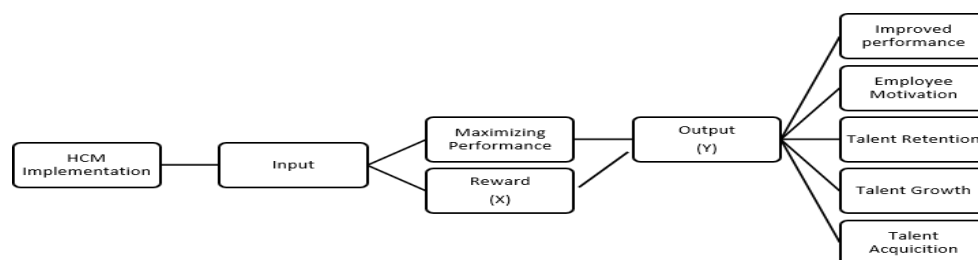 HCM
Implementation
Input
Maximizing
Performance
Reward
(X)
Output
(Y)
Improved
performance
Employee
Motivation
Talent Retention
Talent Growth
Talent
Acquicition